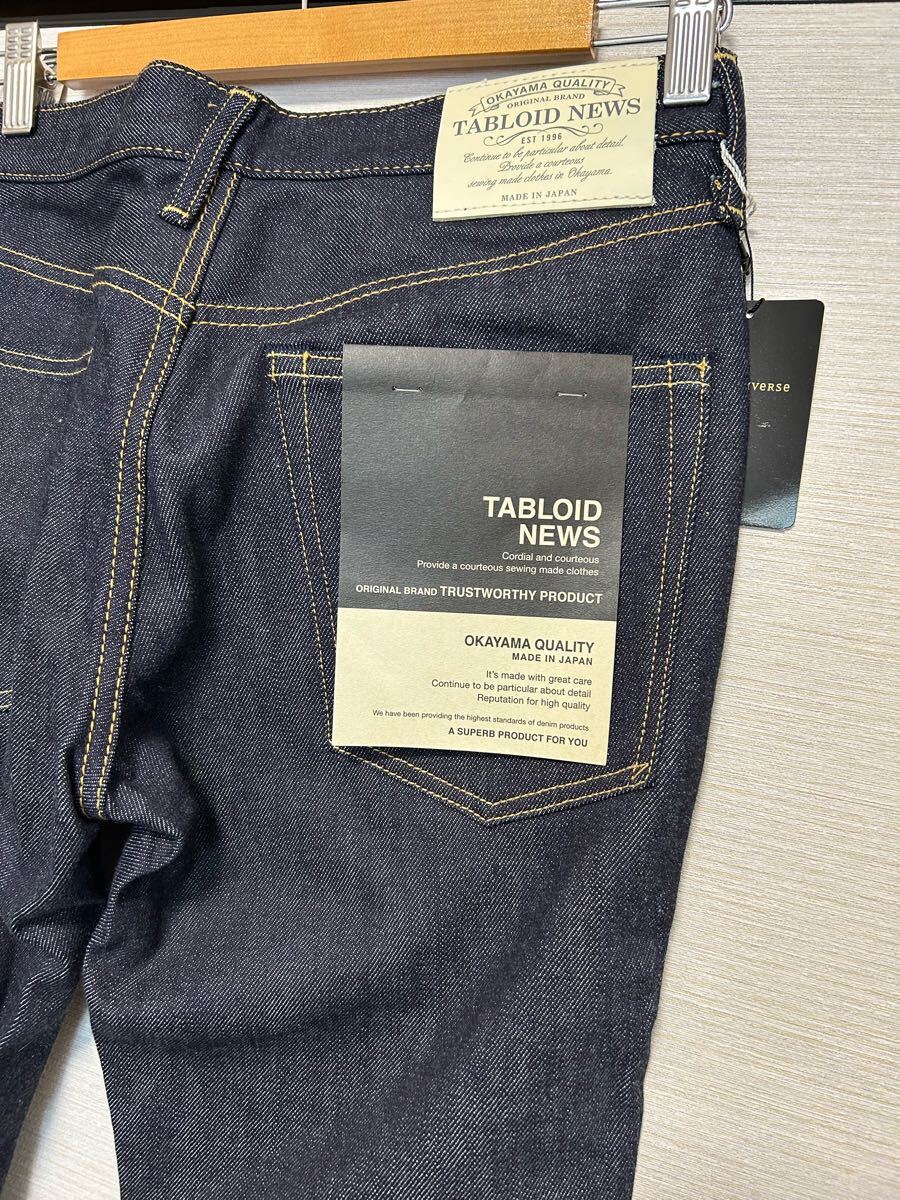 OKAYAMA QUALITY
ORIGINAL BRAND
TABLOID NEWS
EST 1996
Continue to be particular about detail.
Provide a courteous
sewing made clothes in Okayama.
MADE IN JAPAN
TABLOID
NEWS
Cordial and courteous
Provide a courteous sewing made clothes
ORIGINAL BRAND TRUSTWORTHY PRODUCT
OKAYAMA QUALITY
MADE IN JAPAN
It's made with great care
Continue to be particular about detail
Reputation for high quality
We have been providing the highest standards of denim products
A SUPERB PRODUCT FOR YOU